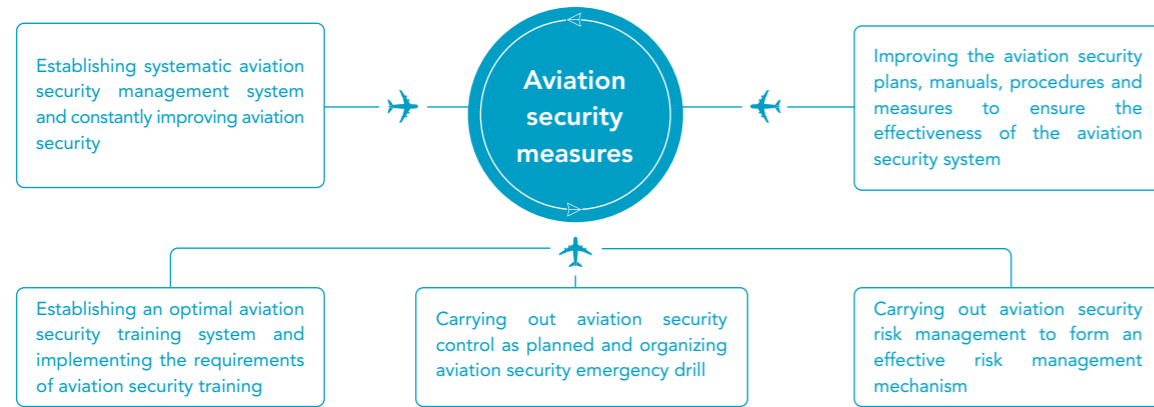 Establishing systematic aviation
security management system
and constantly improving aviation
security
Aviation
security
measures
Improving the aviation security
plans, manuals, procedures and
measures to ensure the
effectiveness of the aviation
security system
Establishing an optimal aviation
security training system and
implementing the requirements
of aviation security training
Carrying out aviation security
control as planned and organizing
aviation security emergency drill
Carrying out aviation security
risk management to form an
effective risk management
mechanism